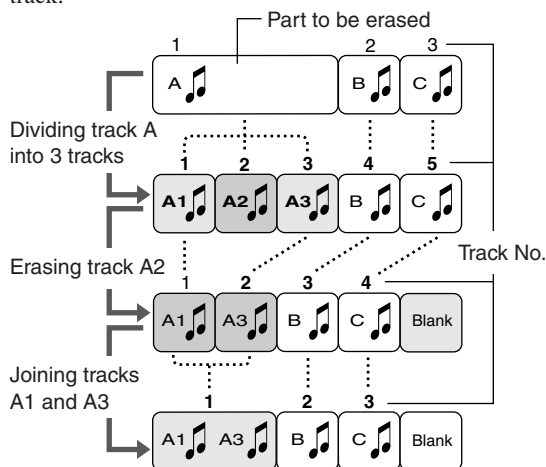 track.
Part to be erased
1 2 3
A B C
Dividing track A
into 3 tracks
1 2 3 4 5
A1 A2 A3 B C
Track No.
Erasing track A2
1 2 3 4
A1 A3 B C Blank
Joining tracks
A1 and A3
1 2 3
A1 A3 B C Blank